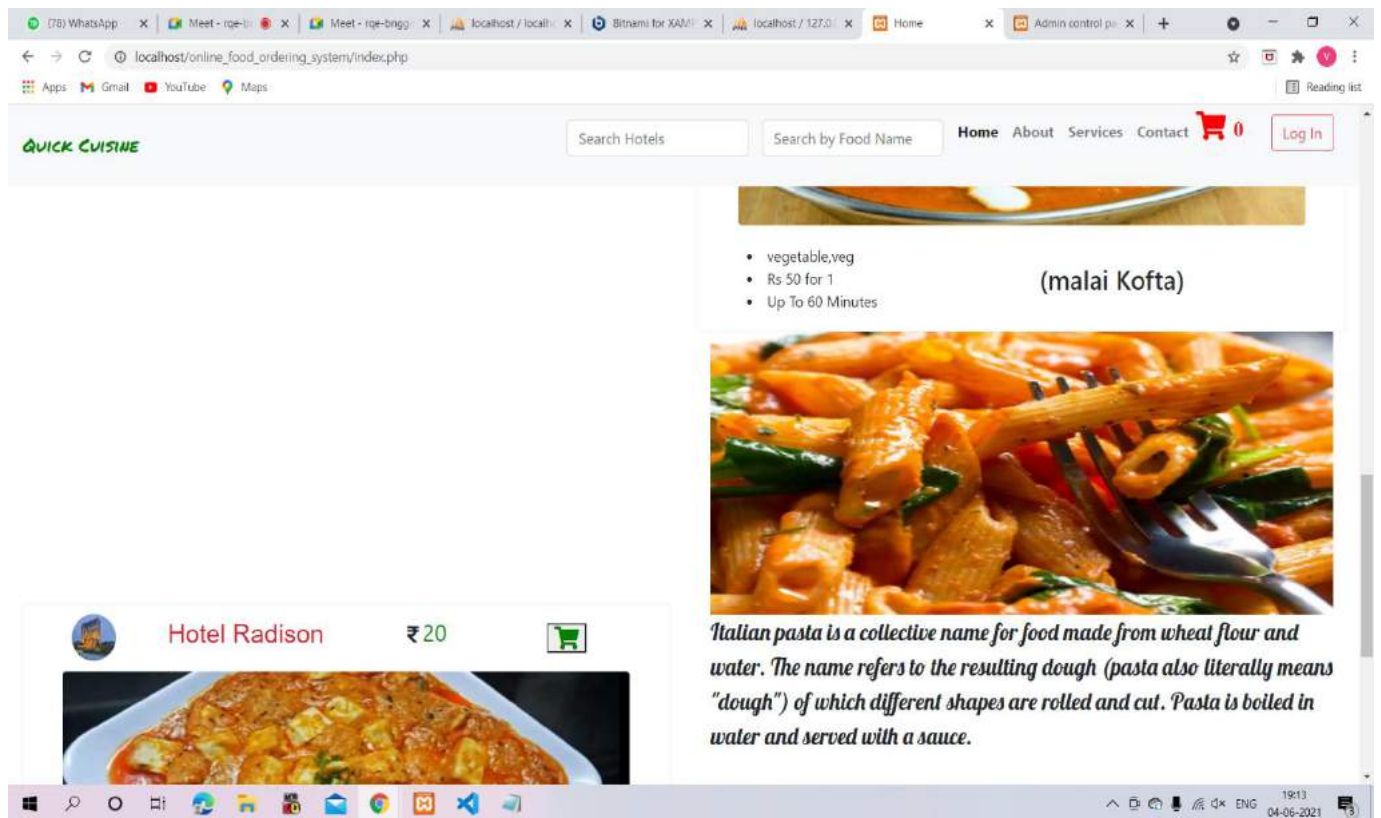 (78) WhatsApp
Meet - rqe-b
Meet - rqe-bngg
localhost / localh
Bitnami for XAM
localhost / 127.0.
Home
Admin control pa
localhost/online_food_ordering_system/index.php
Apps Gmail YouTube Maps
Reading list
QUICK CUISINE
Search Hotels
Search by Food Name
Home About Services Contact
0
Log In
vegetable,veg
Rs 50 for 1
Up To 60 Minutes
(malai Kofta)
Hotel Radison
₹ 20
Italian pasta is a collective name for food made from wheat flour and
water. The name refers to the resulting dough (pasta also literally means
"dough") of which different shapes are rolled and cut. Pasta is boiled in
water and served with a sauce.
ENG
19:13
04-06-2021